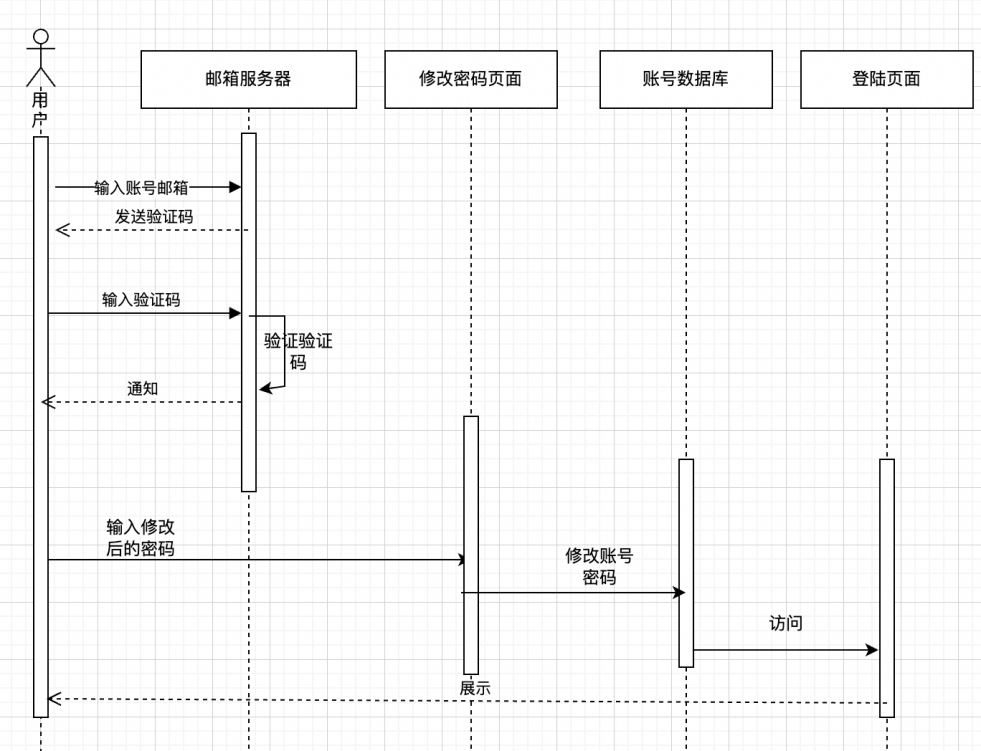 用
户
邮箱服务器
修改密码页面
账号数据库
登陆页面
输入账号邮箱
发送验证码
输入验证码
验证验证
码
通知
输入修改
后的密码
修改账号
密码
访问
展示